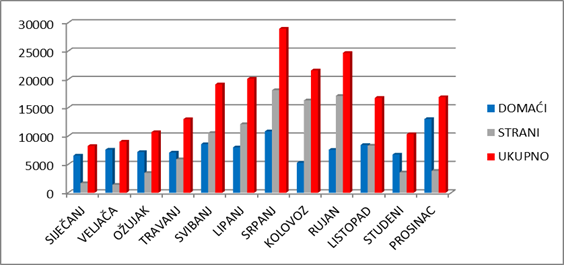 30000
25000
20000
15000
10000
5000
0
SIJEČANJ
VELJAČA
OŽUJAK
TRAVANJ
SVIBANJ
LIPANJ
SRPANJ
KOLOVOZ
RUJAN
LISTOPAD
STUDENI
PROSINAC
DOMAĆI
STRANI
UKUPNO